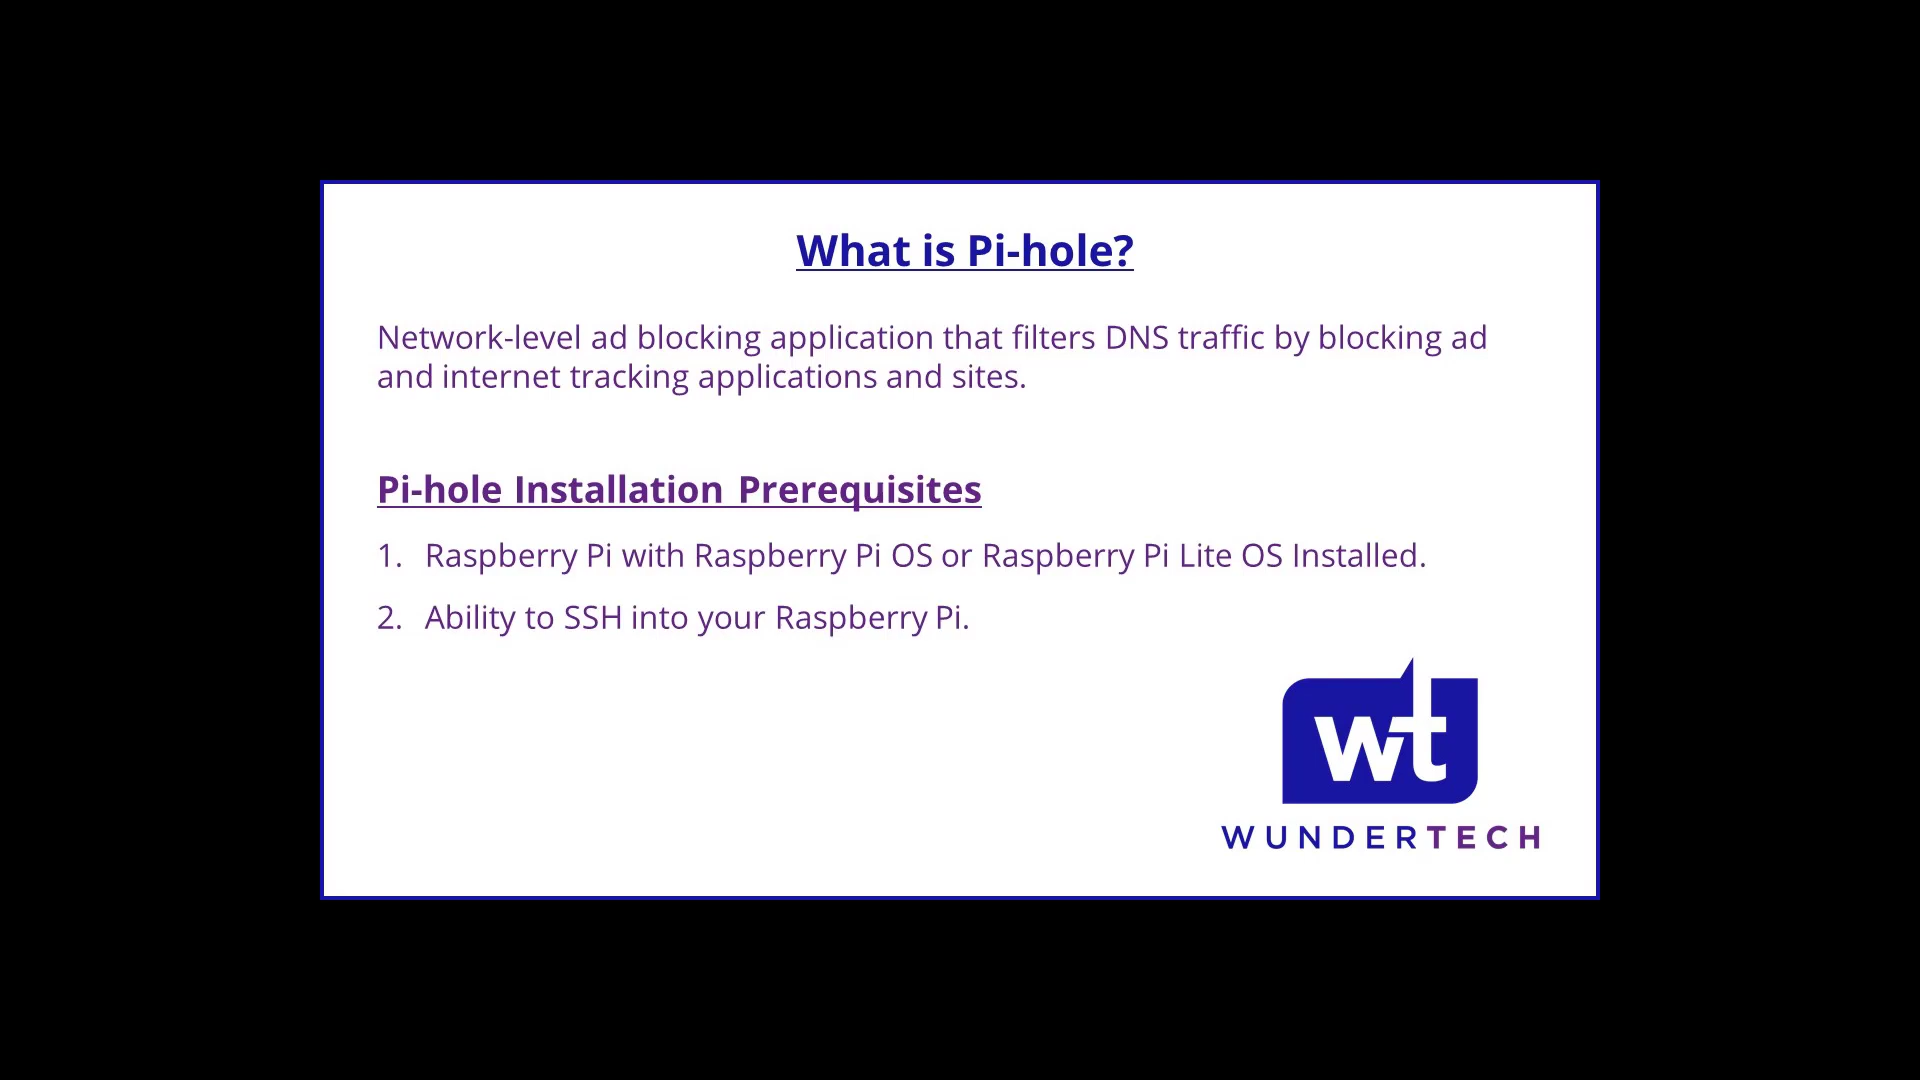 What is Pi-hole?
Network-level ad blocking application that filters DNS traffic by blocking ad
and internet tracking applications and sites.
Pi-hole Installation Prerequisites
1. Raspberry Pi with Raspberry Pi OS or Raspberry Pi Lite OS Installed.
2. Ability to SSH into your Raspberry Pi.
wt
WUNDERTECH